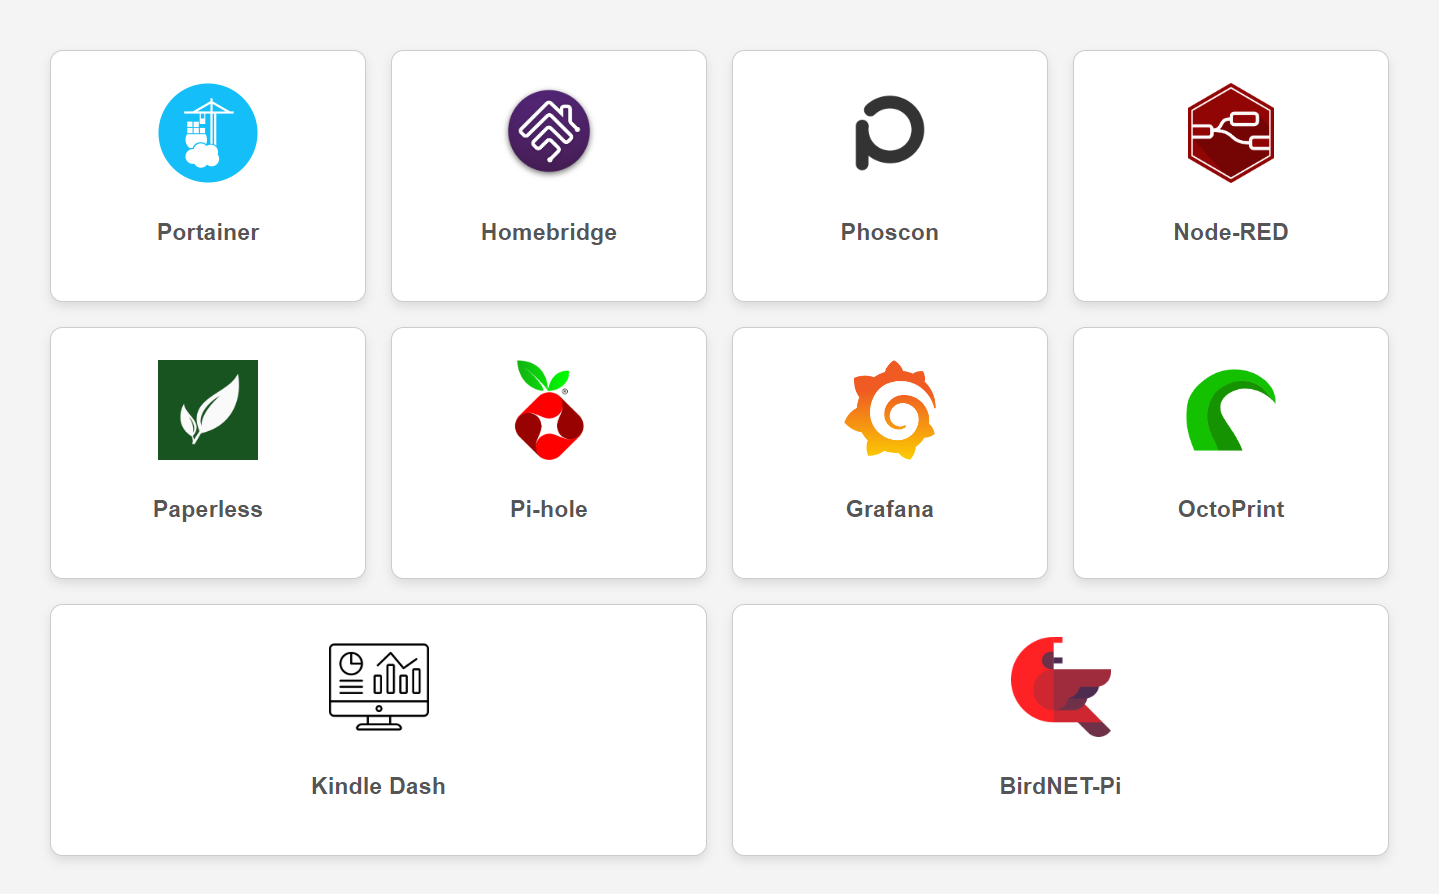 Portainer
Homebridge
Phoscon
Node-RED
Paperless
Pi-hole
Grafana
OctoPrint
Kindle Dash
BirdNET-Pi